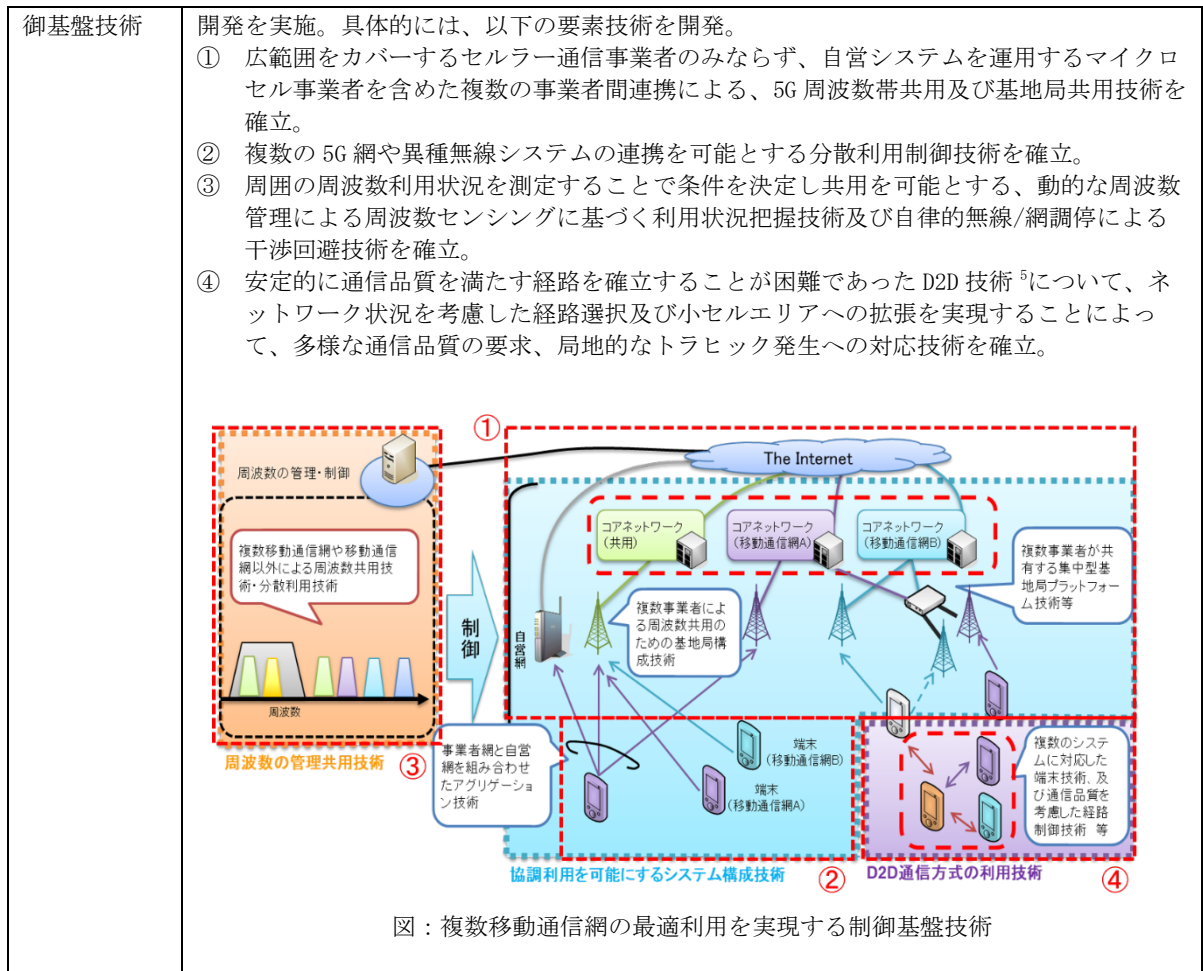 御基盤技術
開発を実施。具体的には、以下の要素技術を開発。
① 広範囲をカバーするセルラー通信事業者のみならず、自営システムを運用するマイクロ
セル事業者を含めた複数の事業者間連携による、5G 周波数帯共用及び基地局共用技術を
確立。
② 複数の 5G 網や異種無線システムの連携を可能とする分散利用制御技術を確立。
③ 周囲の周波数利用状況を測定することで条件を決定し共用を可能とする、動的な周波数
管理による周波数センシングに基づく利用状況把握技術及び自律的無線/網調停による
干渉回避技術を確立。
④ 安定的に通信品質を満たす経路を確立することが困難であった D2D 技術 5について、ネ
ットワーク状況を考慮した経路選択及び小セルエリアへの拡張を実現することによっ
て、多様な通信品質の要求、局地的なトラヒック発生への対応技術を確立。
①
The Internet
周波数の管理・制御
複数移動通信網や移動通信
網以外による周波数共用技
術・分散利用技術
周波数
周波数の管理共用技術
③
制
御
自
営
網
コアネットワーク
(共用)
コアネットワーク
(移動通信網A)
コアネットワーク
(移動通信網B)
複数事業者によ
る周波数共用の
ための基地局構
成技術
複数事業者が共
有する集中型基
地局プラットフォー
ム技術等
事業者網と自営
網を組み合わせ
たアグリゲーショ
ン技術
端末
(移動通信網B)
端末
(移動通信網A)
複数のシステ
ムに対応した
端末技術、及
び通信品質を
考慮した経路
制御技術 等
協調利用を可能にするシステム構成技術
②
D2D通信方式の利用技術
④
図：複数移動通信網の最適利用を実現する制御基盤技術